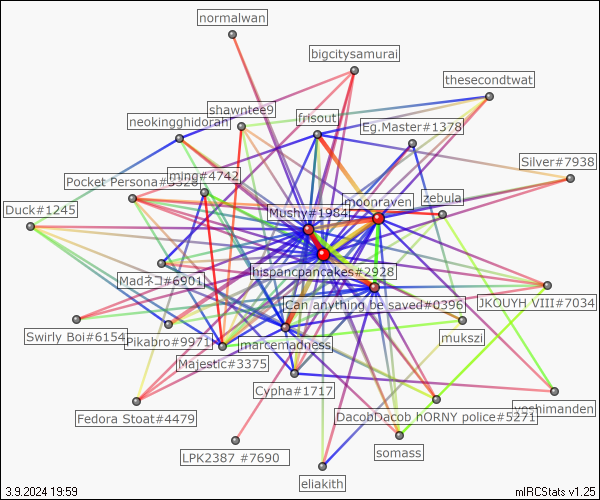 normalwan
bigcitysamurai
thesecondtwat
shawntee9
neokingghidorah
frisout
Eg.Master#1378
Silver#7938
ming#4742
Pocket Persona#3328
moonraven
zebula
Duck#1245
Mushy#1984
Madネコ#6901
hispancpancakes#2928
Can anything be saved#0396
JKOUYH VIII#7034
Swirly Boi#6154
Pikabro#9971
marcemadness
mukszi
Majestic#3375
Cypha#1717
Fedora Stoat#4479
yoshimanden
DacobDacob hORNY police#5271
somass
LPK2387 #7690
eliakith
3.9.2024 19:59
mIRCStats v1.25